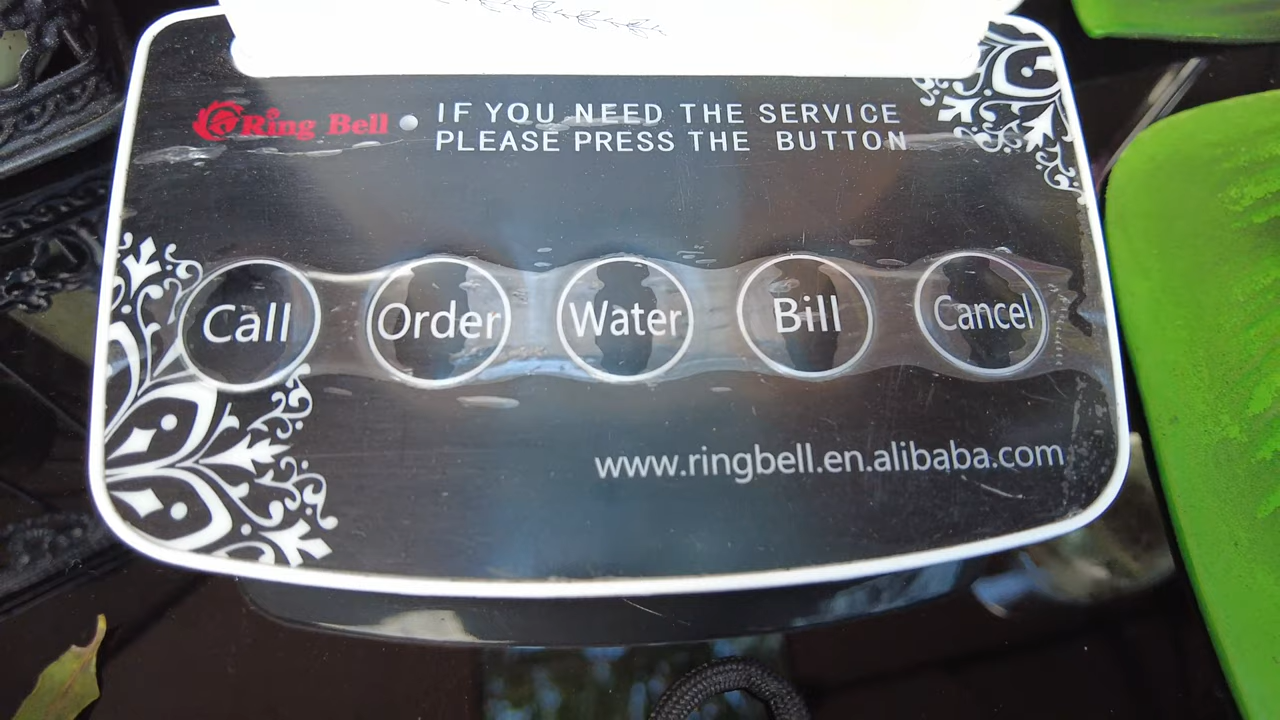 Ring Bell
IF YOU NEED THE SERVICE
PLEASE PRESS THE BUTTON
Call Order Water Bill Cancel
www.ringbell.en.alibaba.com